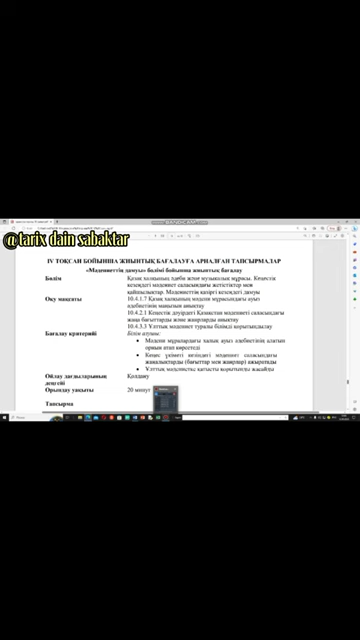 @tarix dain sabaktar
IV ТОҚСАН БОЙЫНША ЖИЫНТЫҚ БАҒАЛАУҒА АРНАЛҒАН ТАПСЫРМАЛАР
«Мәдениеттің дамуы» бөлімі бойынша жиынтық бағалау
Бөлім Қазақ халқының әдеби және музыкалық мұрасы. Кеңестік
кезеңдегі мәдениет саласындағы жетістіктер мен
қайшылықтар. Мәдениеттің қазіргі кезеңдегі дамуы
Оқу мақсаты 10.4.1.7 Қазақ халқының мәдени мұрасындағы ауыз
әдебиетінің маңызын анықтау
10.4.2.1 Кеңестік дәуірдегі Қазақстан мәдениеті саласындағы
жаңа бағыттарды және жанрларды анықтау
10.4.3.3 Ұлттық мәдениет туралы білімді қорытындылау
Бағалау критерийі Білім алушы:
• Мәдени мұралардағы халық ауыз әдебиетінің алатын
орнын атап көрсетеді
• Кеңес үкіметі кезіндегі мәдениет саласындағы
жаңалықтарды (бағыттар мен жанрлар) ажыратады
• Ұлттық мәдениетке қатысты қорытынды жасайды
Ойлау дағдыларының Қолдану
деңгейі
Орындау уақыты 20 минут
Тапсырма